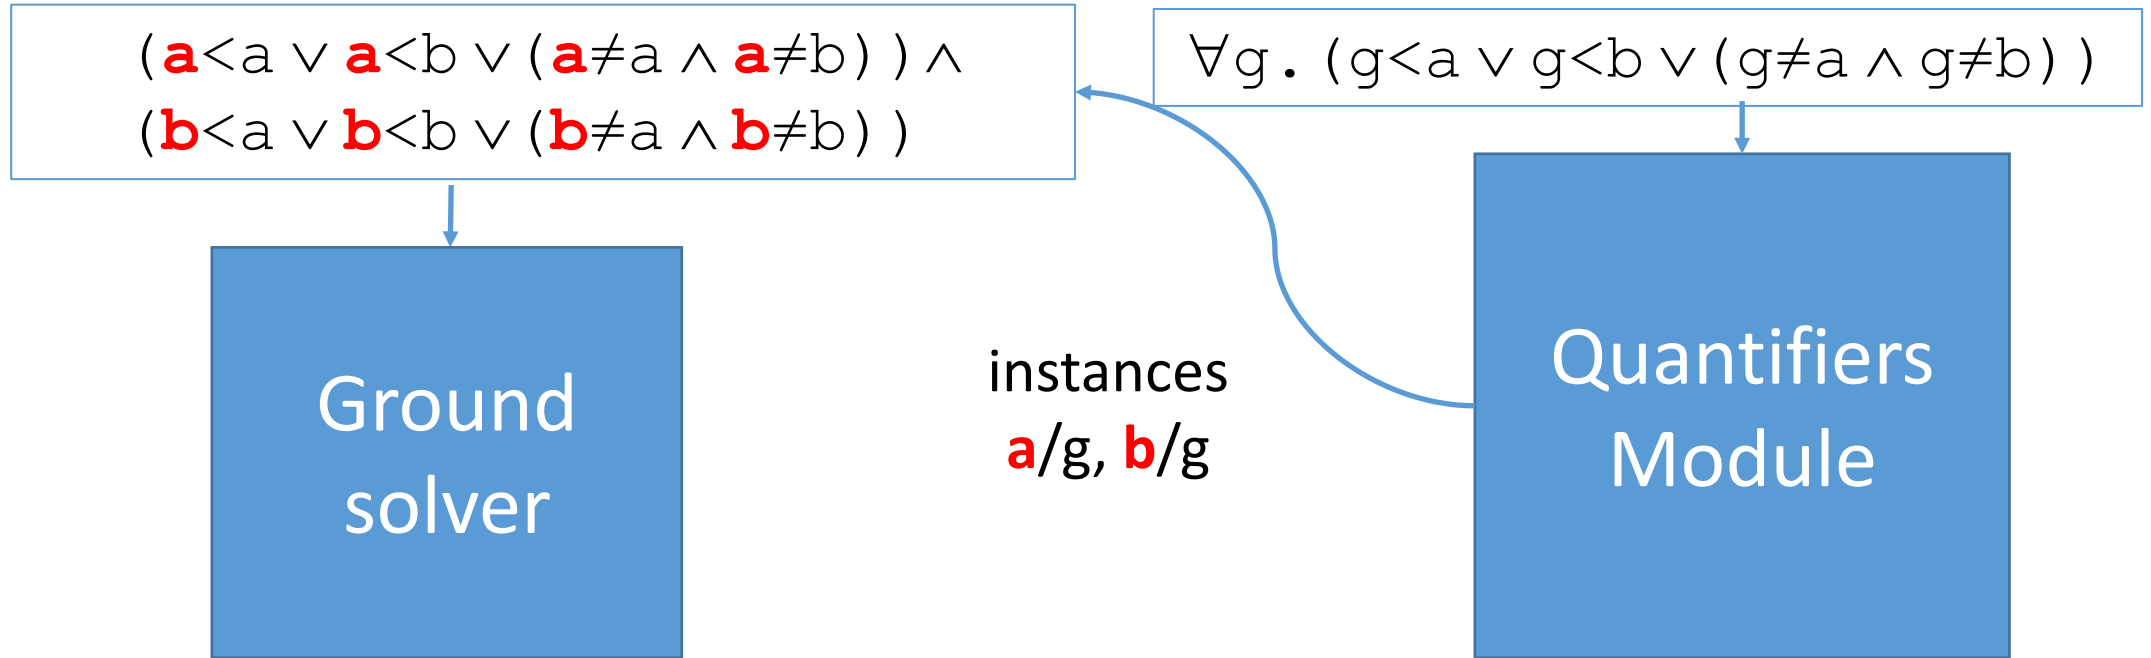 (a<a ∨ a<b ∨ (a≠a ∧ a≠b)) ∧
(b<a ∨ b<b ∨ (b≠a ∧ b≠b))
∀g.(g<a ∨ g<b ∨ (g≠a ∧ g≠b))
Ground
solver
instances
a/g, b/g
Quantifiers
Module